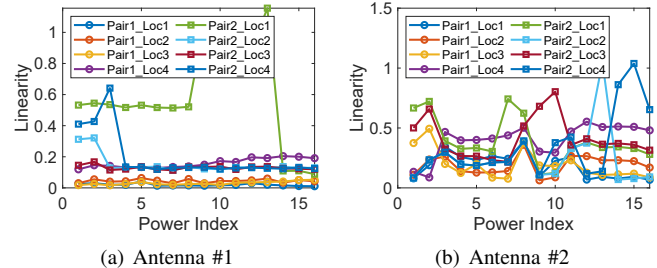 1
0.8
0.6
0.4
0.2
0
Linearity
Pair1_Loc1 Pair2_Loc1
Pair1_Loc2 Pair2_Loc2
Pair1_Loc3 Pair2_Loc3
Pair1_Loc4 Pair2_Loc4
0 5 10 15
Power Index
(a) Antenna #1
1.5
1
0.5
0
Linearity
Pair1_Loc1 Pair2_Loc1
Pair1_Loc2 Pair2_Loc2
Pair1_Loc3 Pair2_Loc3
Pair1_Loc4 Pair2_Loc4
0 5 10 15
Power Index
(b) Antenna #2